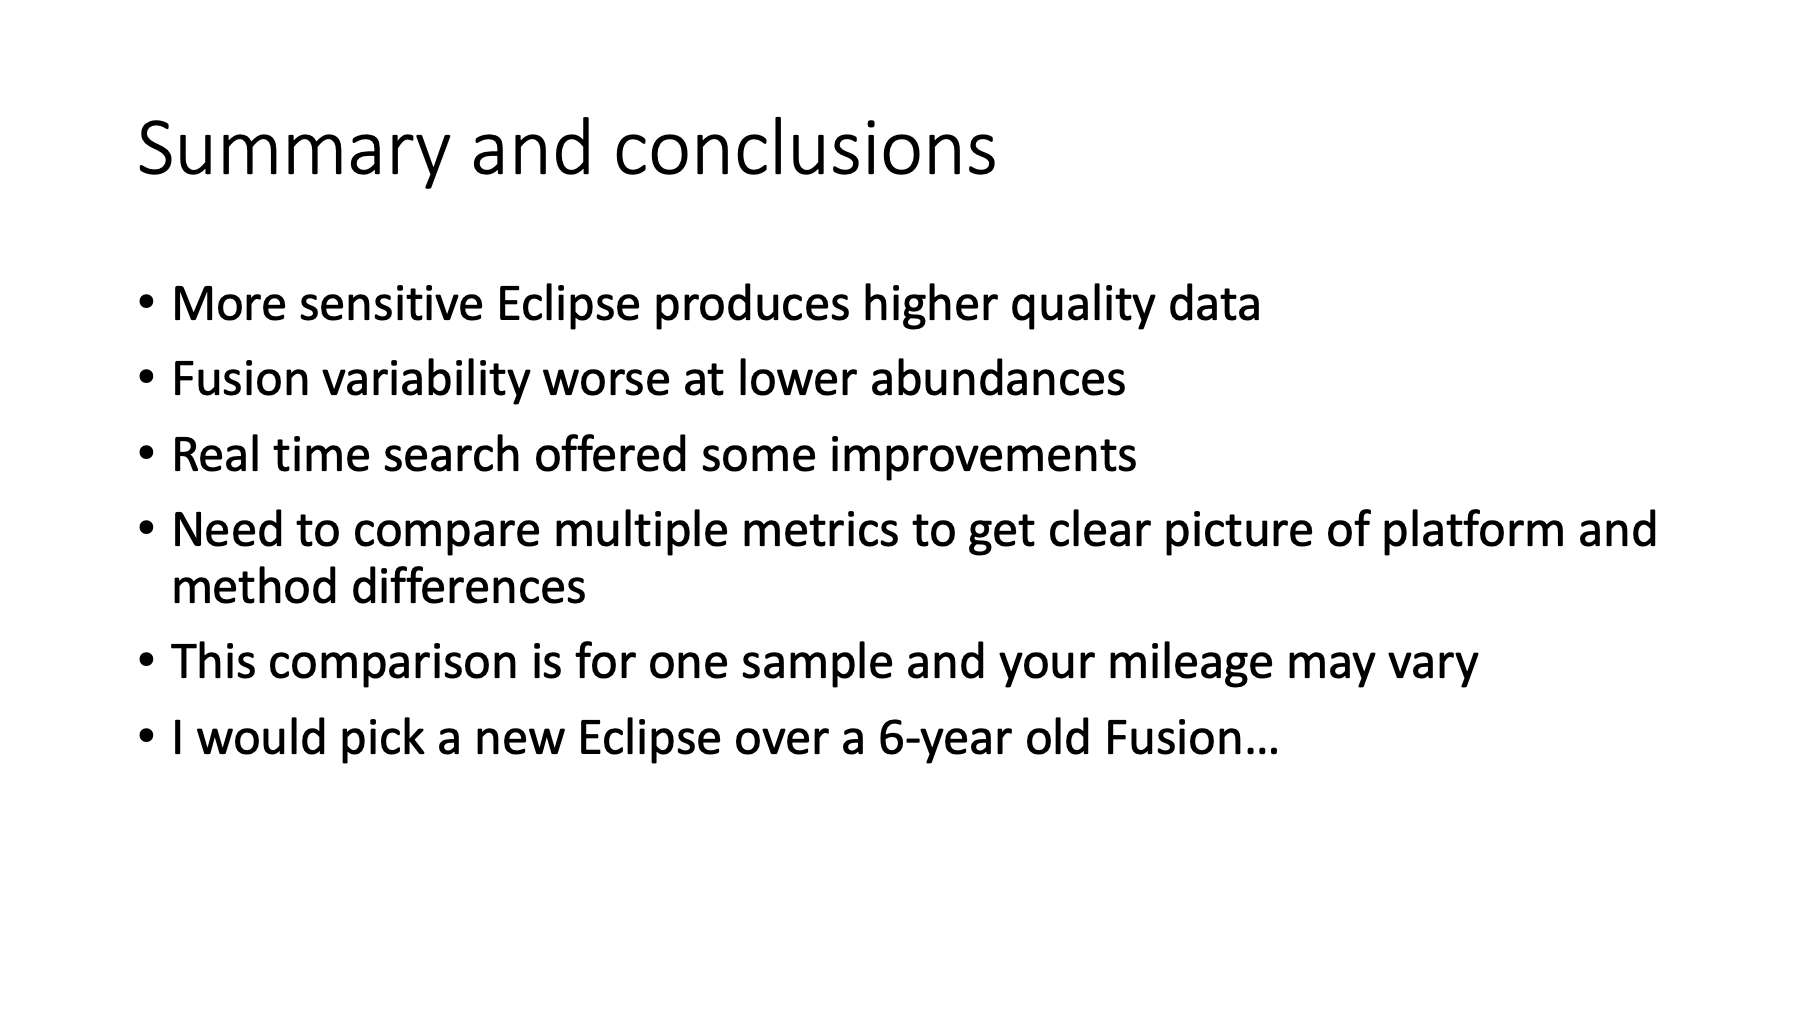 Summary and conclusions
• More sensitive Eclipse produces higher quality data
• Fusion variability worse at lower abundances
• Real time search offered some improvements
• Need to compare multiple metrics to get clear picture of platform and
method differences
• This comparison is for one sample and your mileage may vary
• I would pick a new Eclipse over a 6-year old Fusion…